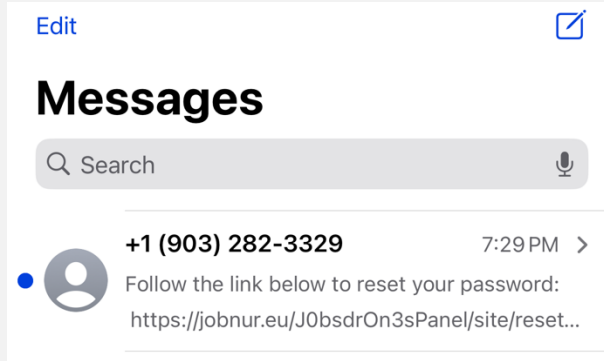 Edit
Messages
Search
+1 (903) 282-3329 7:29 PM
Follow the link below to reset your password:
https://jobnur.eu/J0bsdrOn3sPanel/site/reset...